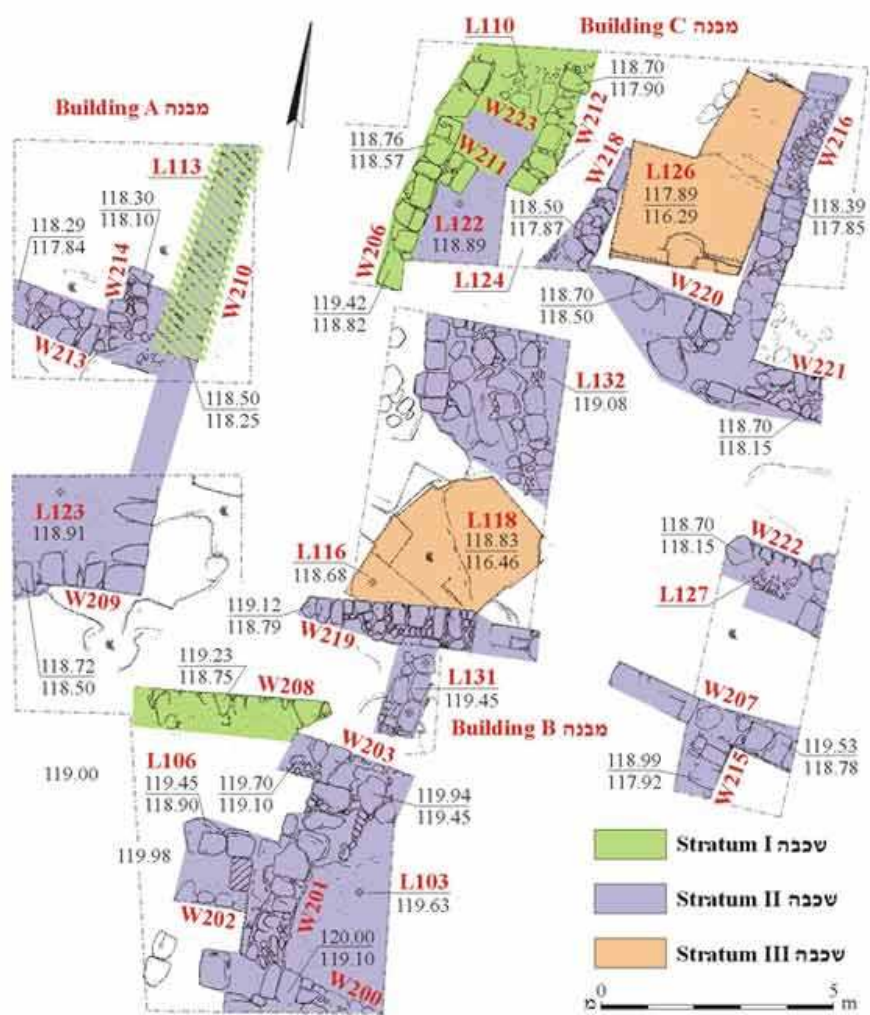 Building C מבנה
L110
118.70
117.90
W212
W223
Building A מבנה
L113
118.76
118.57
W211
W218
W216
L126
117.89
116.29
118.30
118.10
118.29
117.84
W214
W210
L122
118.89
118.50
117.87
118.39
117.85
W206
L124
W220
119.42
118.82
118.70
118.50
W213
W221
118.50
118.25
L132
119.08
118.70
118.15
L123
118.91
L118
118.83
116.46
L116
118.68
118.70
118.15
W222
L127
W209
119.12
118.79
W219
118.72
118.50
119.23
118.75
W208
L131
119.45
W207
Building B מבנה
W203
L106
119.45
118.90
119.70
119.10
119.94
119.45
118.99
117.92
W215
119.53
118.78
119.00
119.98
Stratum I שכבה
L103
119.63
Stratum II שכבה
W201
W202
120.00
119.10
Stratum III שכבה
W200
0
5
מ
m